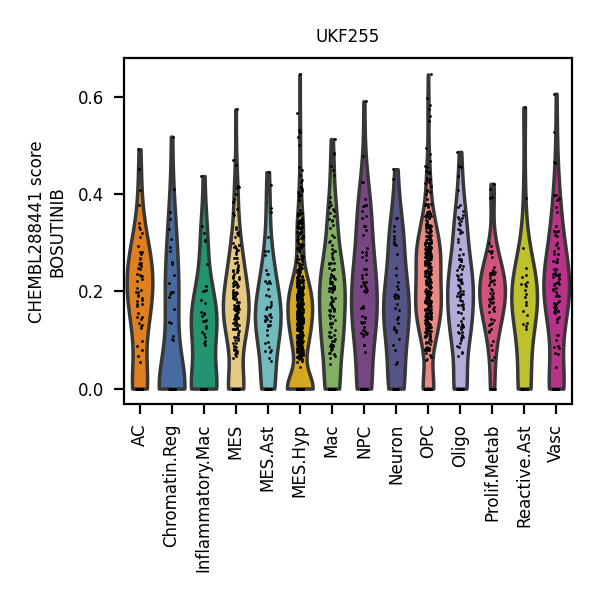 UKF255
CHEMBL288441 score
BOSUTINIB
0.6
0.4
0.2
0.0
AC
Chromatin.Reg
Inflammatory.Mac
MES
MES.Ast
MES.Hyp
Mac
NPC
Neuron
OPC
Oligo
Prolif.Metab
Reactive.Ast
Vasc